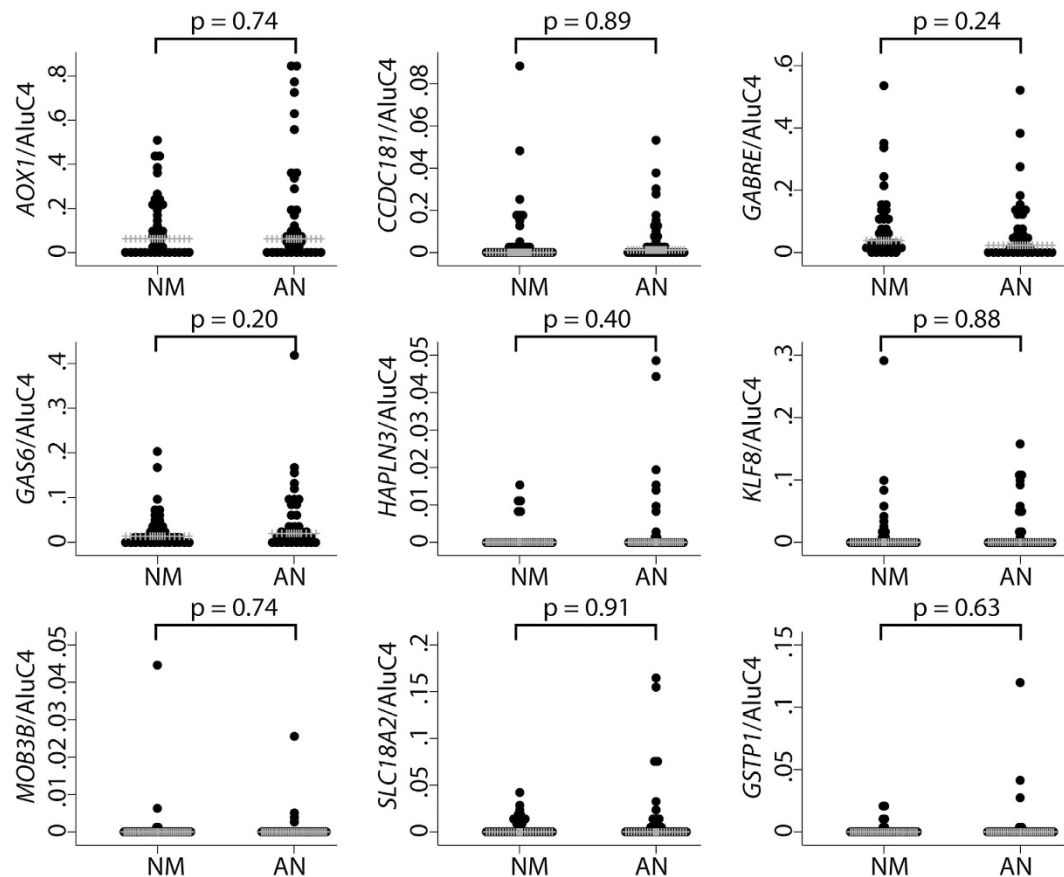 p = 0.74
AOX1/AluC4
.8
.6
.4
.2
0
NM AN
p = 0.89
CCDC181/AluC4
.08
.06
.04
0.2
0
NM AN
p = 0.24
GABRE/AluC4
.6
.4
.2
0
NM AN
p = 0.20
GAS6/AluC4
.4
.3
.2
.1
0
NM AN
p = 0.40
HAPLN3/AluC4
.05
.04
.03
.02
.01
0
NM AN
p = 0.88
KLF8/AluC4
.3
.2
.1
0
NM AN
p = 0.74
MOB3B/AluC4
.05
.04
.03
.02
.01
0
NM AN
p = 0.91
SLC18A2/AluC4
.2
.15
.1
.05
0
NM AN
p = 0.63
GSTP1/AluC4
.15
.1
.05
0
NM AN